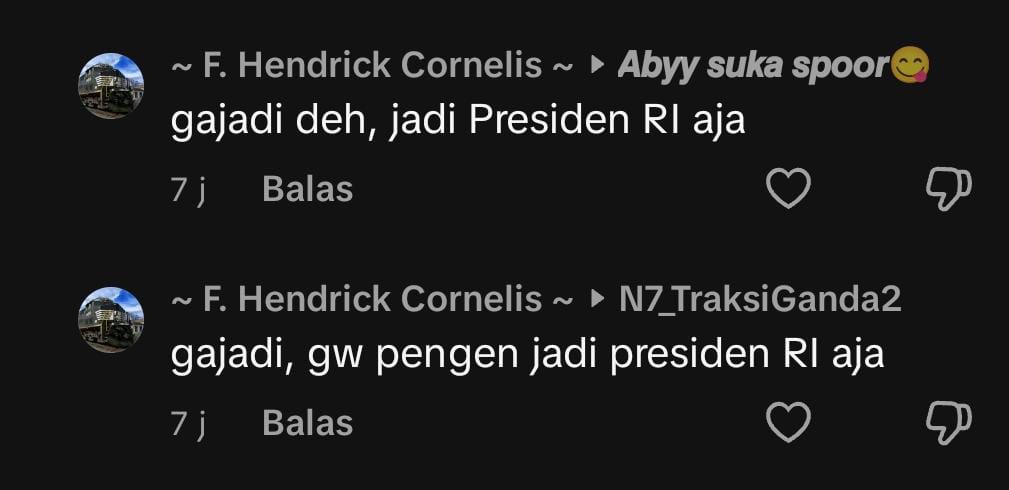 ~ F. Hendrick Cornelis ~ ▸ Abyy suka spoor😋
gajadi deh, jadi Presiden RI aja
7 j Balas
~ F. Hendrick Cornelis ~ ▸ N7_TraksiGanda2
gajadi, gw pengen jadi presiden RI aja
7 j Balas